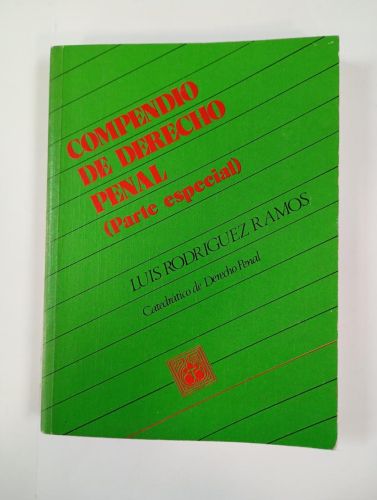 COMPENDIO
DE DERECHO
PENAL
(Parte especial)
LUIS RODRIGUEZ RAMOS
Catedrático de Derecho Penal